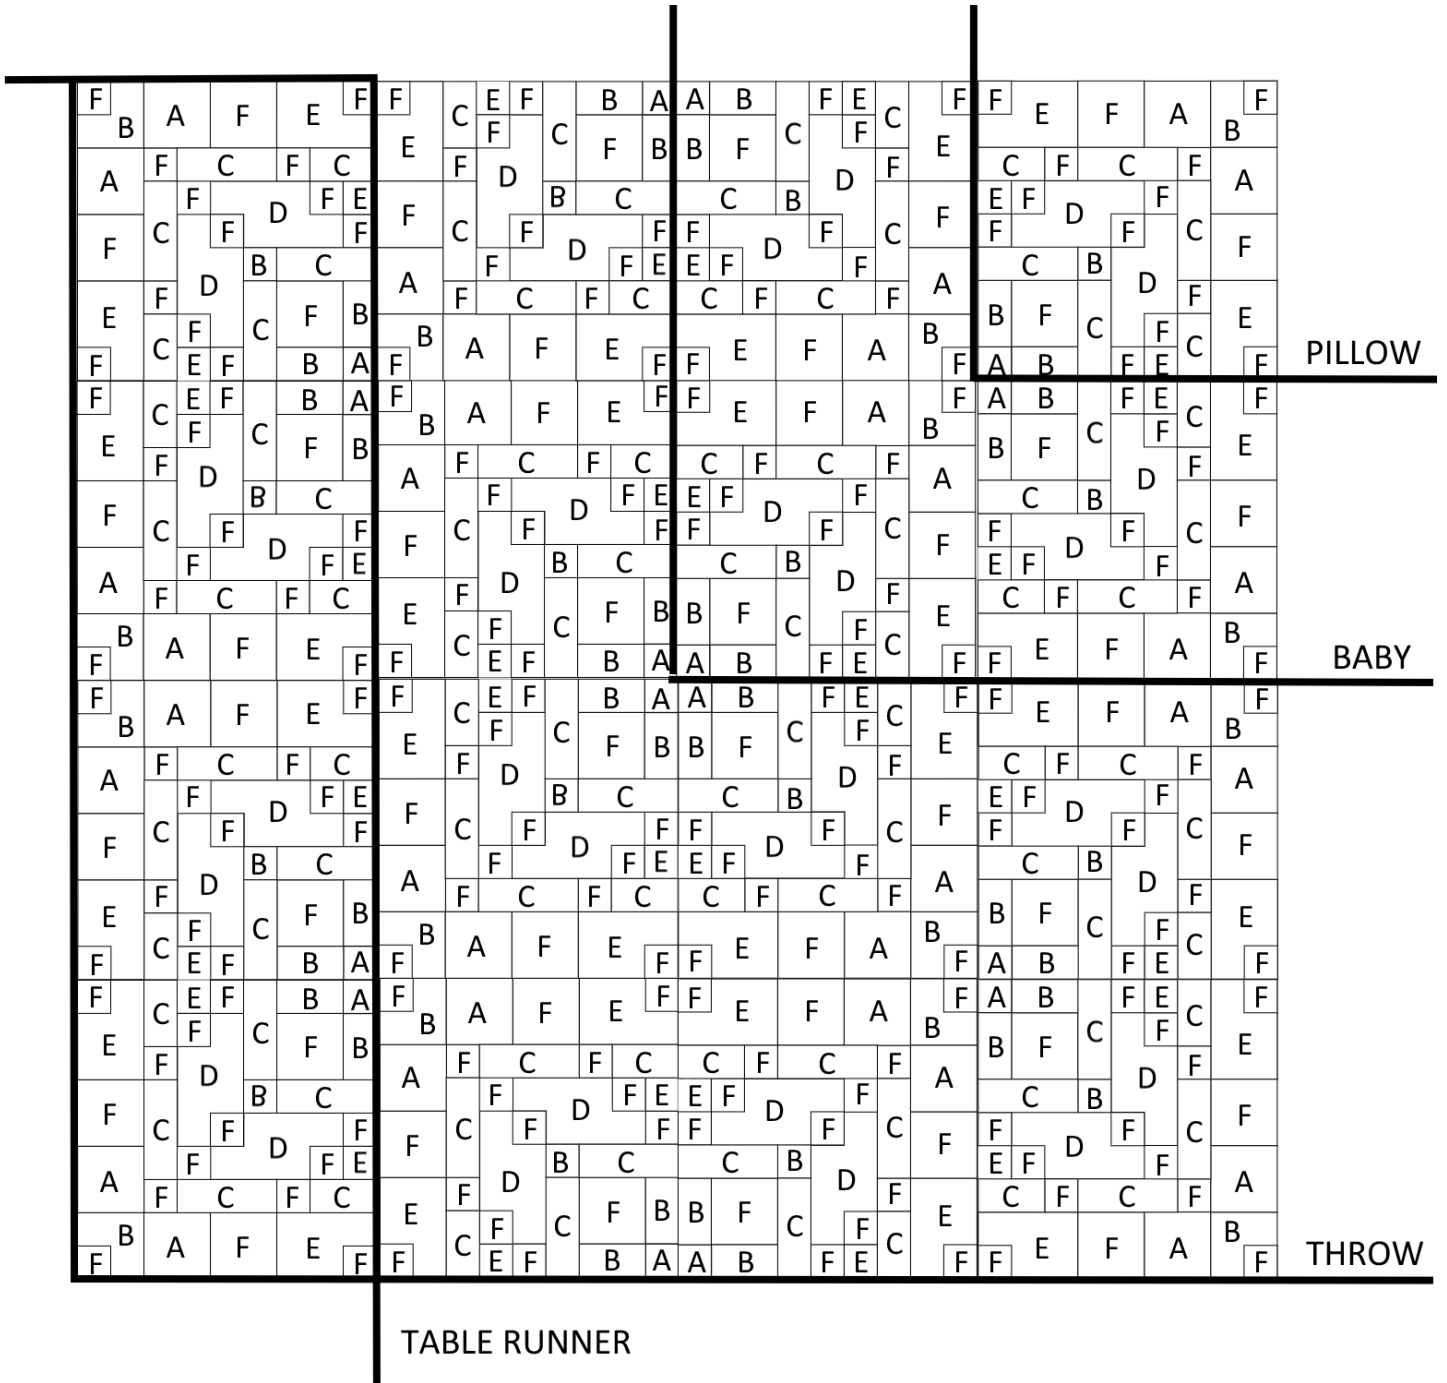 F F F E F B A A B F E F F F
B A F E C C E F A B
F C C F
E F B B F E
F C F C F F C F C F
A D D A
F D F E B C C B E F D F
F F
C F F C F F F F C F F C
F D D F
B C F F E E F F C B
D A A D
F F C F C C F C F F
E F B B F E
C F B B C F
C A F E E F A C PILLOW
F E F B A F F F F A B F E F
F E F B A F F F F A B F E F
C A F E E F A C
F C B B C F
E F B B F E
F F C F C C F C F F
D A A D
B C F F E E F F C B
F D D F
C F F C F F F F C F F C
D D
F F E B C C B E F F
A D D A
F C F C F F C F C F
E F B B F E
B F C C F B
A F E C C E F A BABY
F F F E F B A A B F E F F F
F F F E F B A A B F E F F F
B A F E C C E F A B
F C C F
E F B B F E
F C F C F F C F C F
A D D A
F D F E B C C B E F D F
F F
C F F C F F F F C F F C
F D D F
B C F F E E F F C B
D A A D
F F C F C C F C F F
E F B B F E
C F B B C F
C A F E E F A C
F E F B A F F F F A B F E F
F E F B A F F F F A B F E F
C A F E E F A C
F C B B C F
E F B B F E
F F C F C C F C F F
D A A D
B C F F E E F F C B
F D D F
C F F C F F F F C F F C
D D
F F E B C C B E F F
A D D A
F C F C F F C F C F
E F B B F E
B F C C F B
A F E C C E F A THROW
F F F E F B A A B F E F F F
TABLE RUNNER